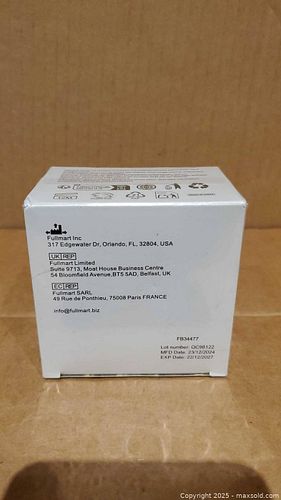 Fullmart Inc
317 Edgewater Dr, Orlando, FL, 32804, USA
UK REP
Fullmart Limited
Suite 9713, Moat House Business Centre
54 Bloomfield Avenue,BT5 5AD, Belfast, UK
EC REP
Fullmart SARL
49 Rue de Ponthieu, 75008 Paris FRANCE
info@fullmart.biz
FB34477
Lot number: OC98122
MFD Date: 23/12/2024
EXP Date: 22/12/2027
Copyright © 2025 - maxsold.com